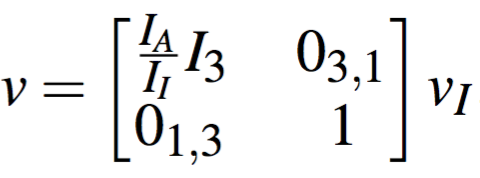 v = [ I_A/I_I I_3 0_{3,1} ; 0_{1,3} 1 ] v_I